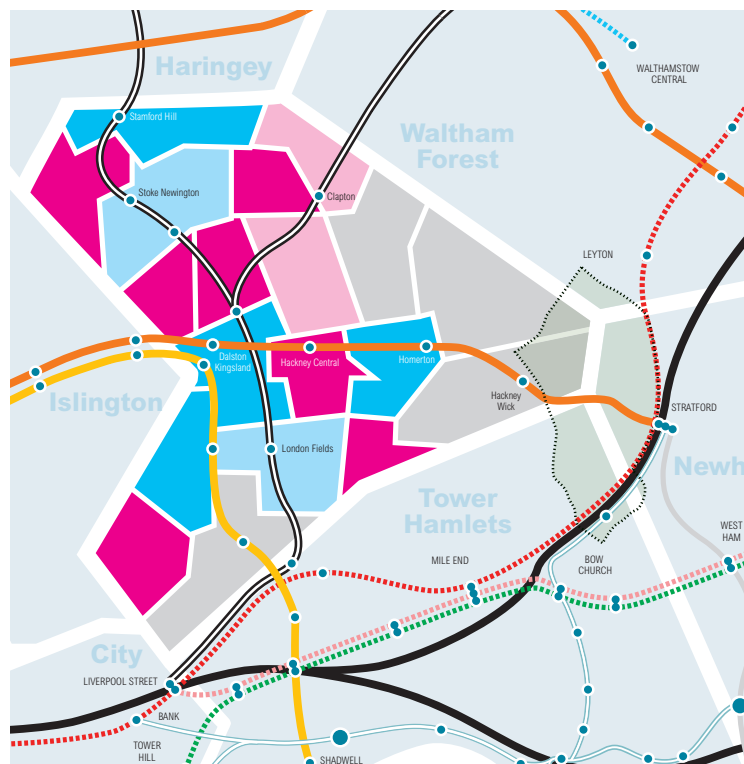 Haringey
WALTHAMSTOW
CENTRAL
Stamford Hill
Waltham
Forest
Stoke Newington
Clapton
LEYTON
Dalston
Kingsland
Hackney Central
Homerton
Islington
Hackney
Wick
STRATFORD
London Fields
Newh
Tower
Hamlets
WEST
HAM
MILE END
BOW
CHURCH
City
LIVERPOOL STREET
BANK
TOWER
HILL
SHADWELL